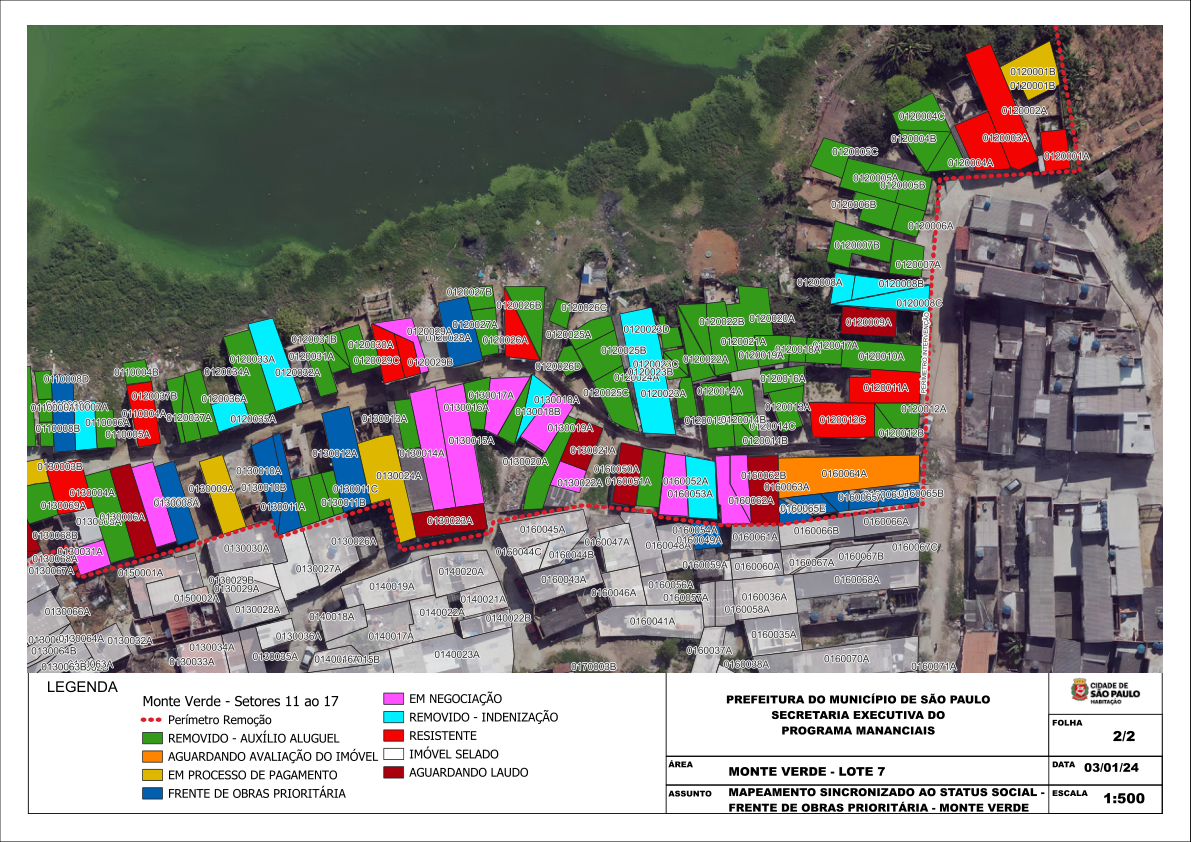 0120001B
0120001B
0120002A
0120004C
0120004B
0120003A
0120005C
0120004A
0120001A
0120005A
0120005B
0120006B
0120006A
0120007B
0120007A
0120008A
0120008B
0120008C
0120027B
0120026B
0120026C
0120009A
0120022B
0120020A
0120027A
0120029A
0120028A
0120023D
0120031B
0120030A
0120026A
0120025A
0120021A
0120017A
0120018A
0120025B
0120019A
0120010A
0120033A
0120031A
0120029C
0120029B
0120026D
0120023C
0120022A
0120034A
0120032A
0110004B
0120023B
0120024A
0120016A
0110008D
0120011A
0120037B
0120036A
0130017A
0130018A
0120025C
0120023A
0120014A
0130016A
0130018B
0120013A
0120012A
0110007A
0110004A
0120037A
0120035A
0130013A
0130019A
0120014B
0120012C
0110006A
0110008B
0110005A
0120014C
0120012B
0130015A
0120014B
0130014A
0130012A
0130021A
0130020A
0130003B
0130010A
0160050A
0130024A
0160062B
0160064A
0130022A
0160051A
0160052A
0130004A
0130009A
0130010B
0130011C
0160063A
0160053A
0130008A
0130069A
0130011A
0130011B
0160062A
0160065B
0130006A
0130023A
0160065E
0160066A
0130068B
0160045A
0160054A
0160066B
0130031A
0130030A
0130026A
0160047A
0160048A
0160049A
0160061A
0160067C
0130068A
0160044C
0160044B
0160067B
0130067A
0150001A
0130027A
0140020A
0160059A
0160060A
0160067A
0130029B
0130029A
0140019A
0160043A
0160056A
0160068A
0150002A
0160046A
0160057A
0160036A
0140021A
0130066A
0130028A
0140018A
0140022A
0140022B
0160058A
0160041A
0130064A
0130032A
0130036A
0140017A
0160035A
0130064B
0130034A
0160037A
0130035A
0140023A
0130033A
0140016A
0170003B
0160038A
0160070A
0160071A
PERÍMETRO INTERVENÇÃO
LEGENDA
Monte Verde - Setores 11 ao 17
Perímetro Remoção
REMOVIDO - AUXÍLIO ALUGUEL
AGUARDANDO AVALIAÇÃO DO IMÓVEL
EM PROCESSO DE PAGAMENTO
FRENTE DE OBRAS PRIORITÁRIA
EM NEGOCIAÇÃO
REMOVIDO - INDENIZAÇÃO
RESISTENTE
IMÓVEL SELADO
AGUARDANDO LAUDO
PREFEITURA DO MUNICÍPIO DE SÃO PAULO
SECRETARIA EXECUTIVA DO
PROGRAMA MANANCIAIS
CIDADE DE
SÃO PAULO
HABITAÇÃO
FOLHA
2/2
ÁREA
MONTE VERDE - LOTE 7
DATA 03/01/24
ASSUNTO
MAPEAMENTO SINCRONIZADO AO STATUS SOCIAL -
FRENTE DE OBRAS PRIORITÁRIA - MONTE VERDE
ESCALA
1:500